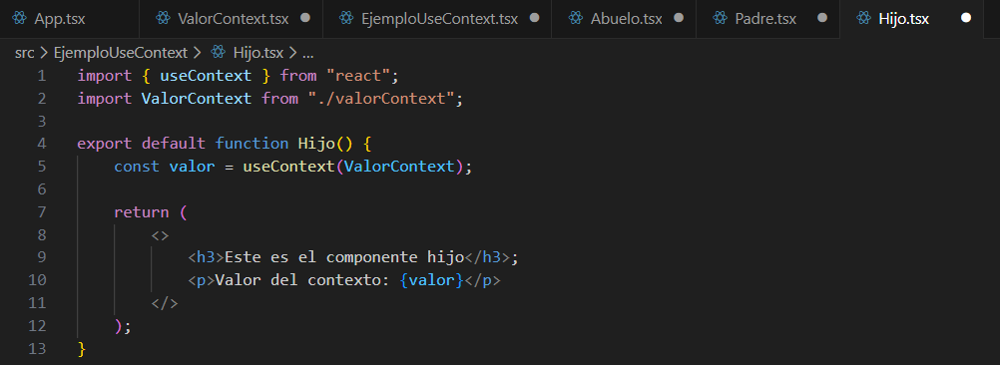 App.tsx ValorContext.tsx EjemploUseContext.tsx Abuelo.tsx Padre.tsx Hijo.tsx
src > EjemploUseContext > Hijo.tsx > ...
1 import { useContext } from "react";
2 import ValorContext from "./valorContext";
3
4 export default function Hijo() {
5     const valor = useContext(ValorContext);
6
7     return (
8         <>
9             <h3>Este es el componente hijo</h3>;
10             <p>Valor del contexto: {valor}</p>
11         </>
12     );
13 }